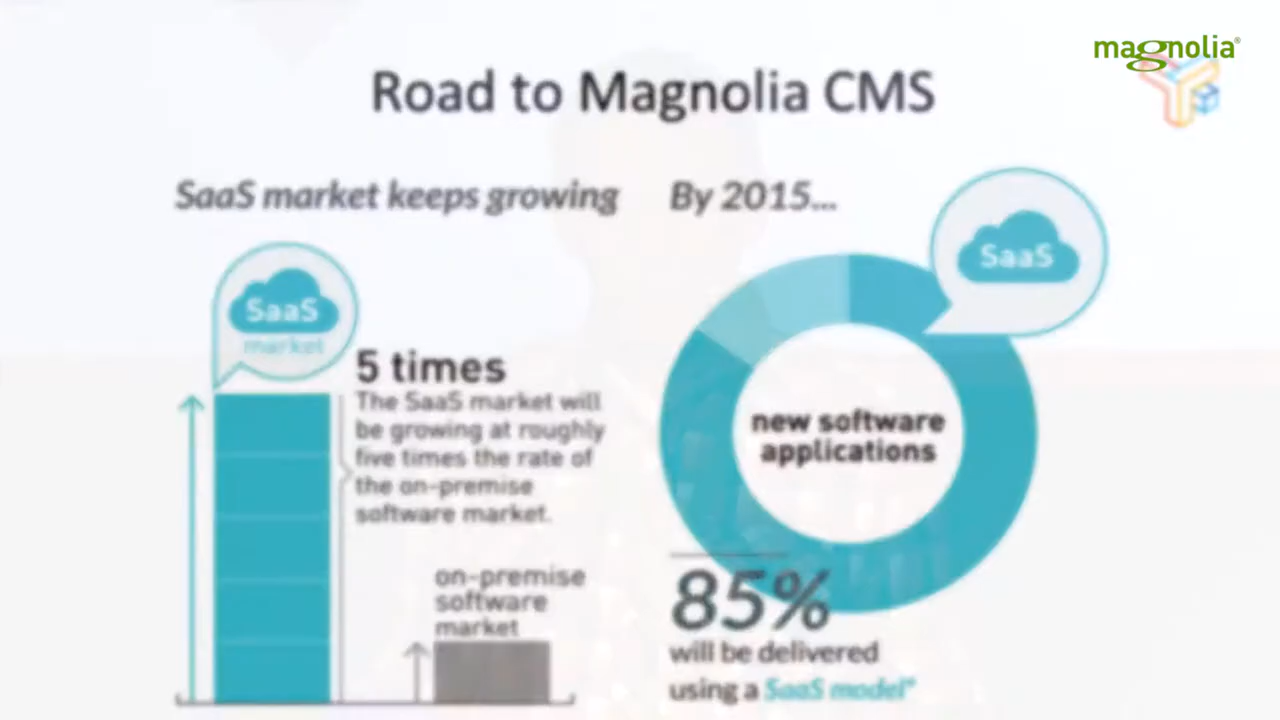 magnolia®
Road to Magnolia CMS
SaaS market keeps growing
SaaS
market
5 times
The SaaS market will
be growing at roughly
five times the rate of
the on-premise
software market.
on-premise
software
market
By 2015...
SaaS
new software
applications
85%
will be delivered
using a SaaS model*